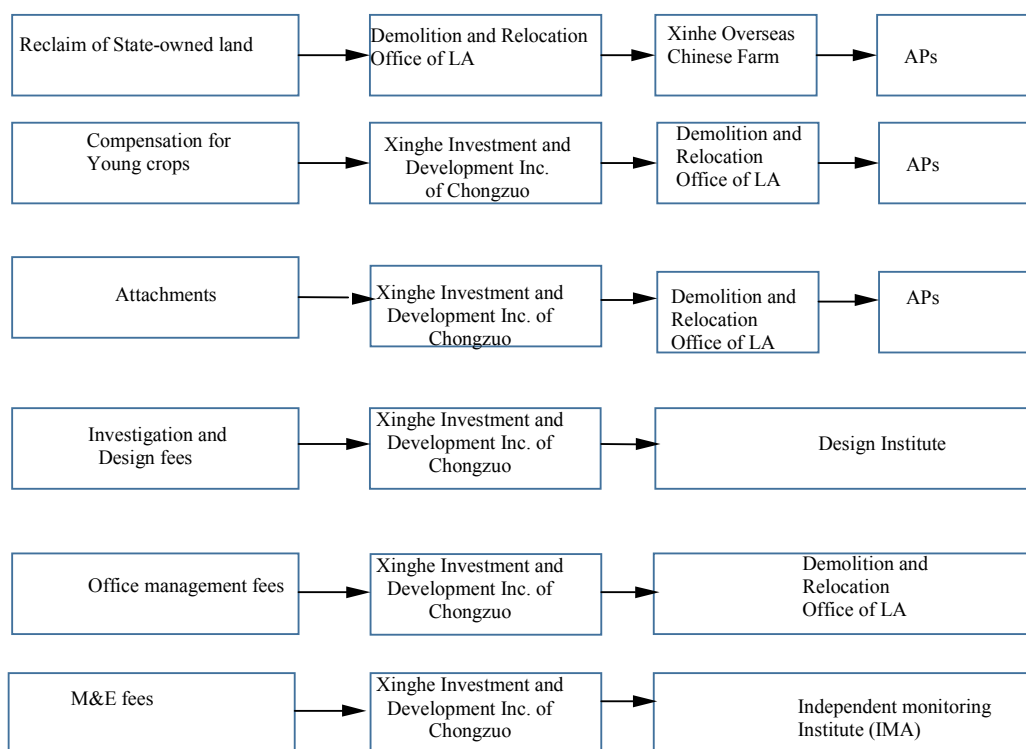 Reclaim of State-owned land
Demolition and Relocation
Office of LA
Xinhe Overseas
Chinese Farm
APs
Compensation for
Young crops
Xinghe Investment and
Development Inc.
of Chongzuo
Demolition and
Relocation
Office of LA
APs
Attachments
Xinghe Investment and
Development Inc. of
Chongzuo
Demolition and
Relocation
Office of LA
APs
Investigation and
Design fees
Xinghe Investment and
Development Inc. of
Chongzuo
Design Institute
Office management fees
Xinghe Investment and
Development Inc. of
Chongzuo
Demolition and
Relocation
Office of LA
M&E fees
Xinghe Investment and
Development Inc. of
Chongzuo
Independent monitoring
Institute (IMA)